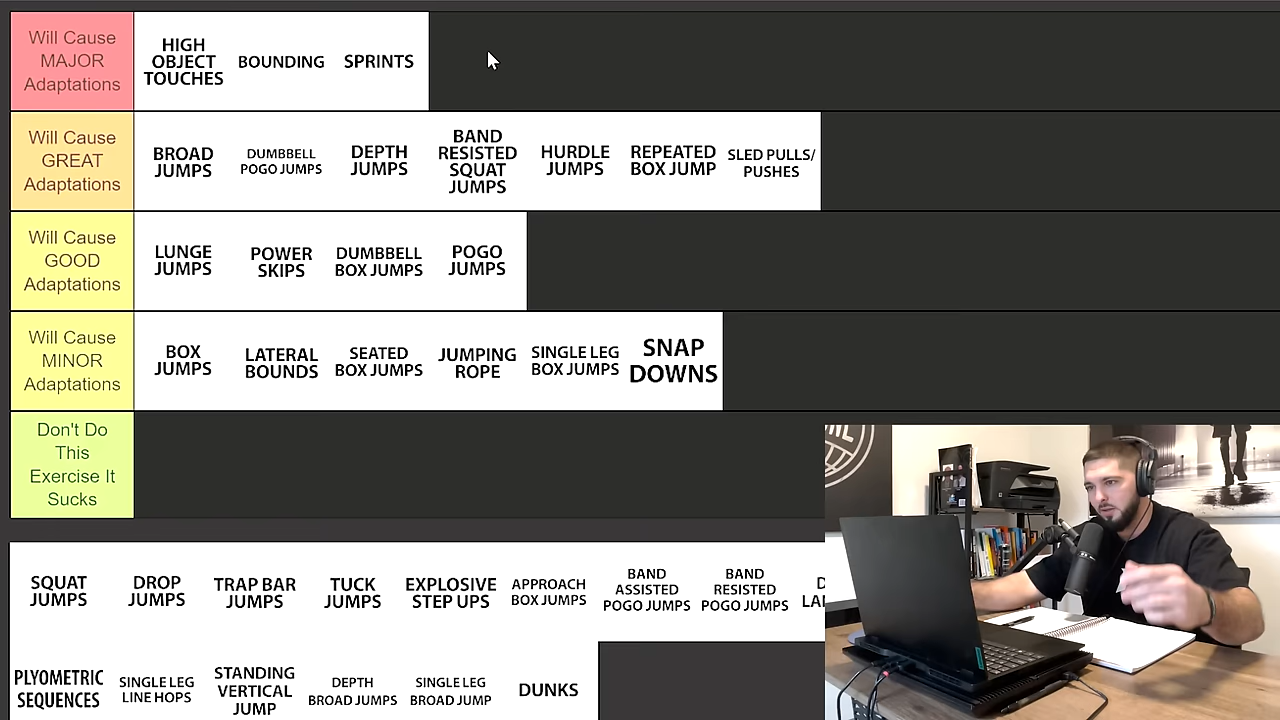 Will Cause
MAJOR
Adaptations
HIGH
OBJECT
TOUCHES
BOUNDING
SPRINTS
Will Cause
GREAT
Adaptations
BROAD
JUMPS
DUMBBELL
POGO JUMPS
DEPTH
JUMPS
BAND
RESISTED
SQUAT
JUMPS
HURDLE
JUMPS
REPEATED
BOX JUMP
SLED PULLS/
PUSHES
Will Cause
GOOD
Adaptations
LUNGE
JUMPS
POWER
SKIPS
DUMBBELL
BOX JUMPS
POGO
JUMPS
Will Cause
MINOR
Adaptations
BOX
JUMPS
LATERAL
BOUNDS
SEATED
BOX JUMPS
JUMPING
ROPE
SINGLE LEG
BOX JUMPS
SNAP
DOWNS
Don't Do
This
Exercise It
Sucks
SQUAT
JUMPS
DROP
JUMPS
TRAP BAR
JUMPS
TUCK
JUMPS
EXPLOSIVE
STEP UPS
APPROACH
BOX JUMPS
BAND
ASSISTED
POGO JUMPS
BAND
RESISTED
POGO JUMPS
PLYOMETRIC
SEQUENCES
SINGLE LEG
LINE HOPS
STANDING
VERTICAL
JUMP
DEPTH
BROAD JUMPS
SINGLE LEG
BROAD JUMP
DUNKS